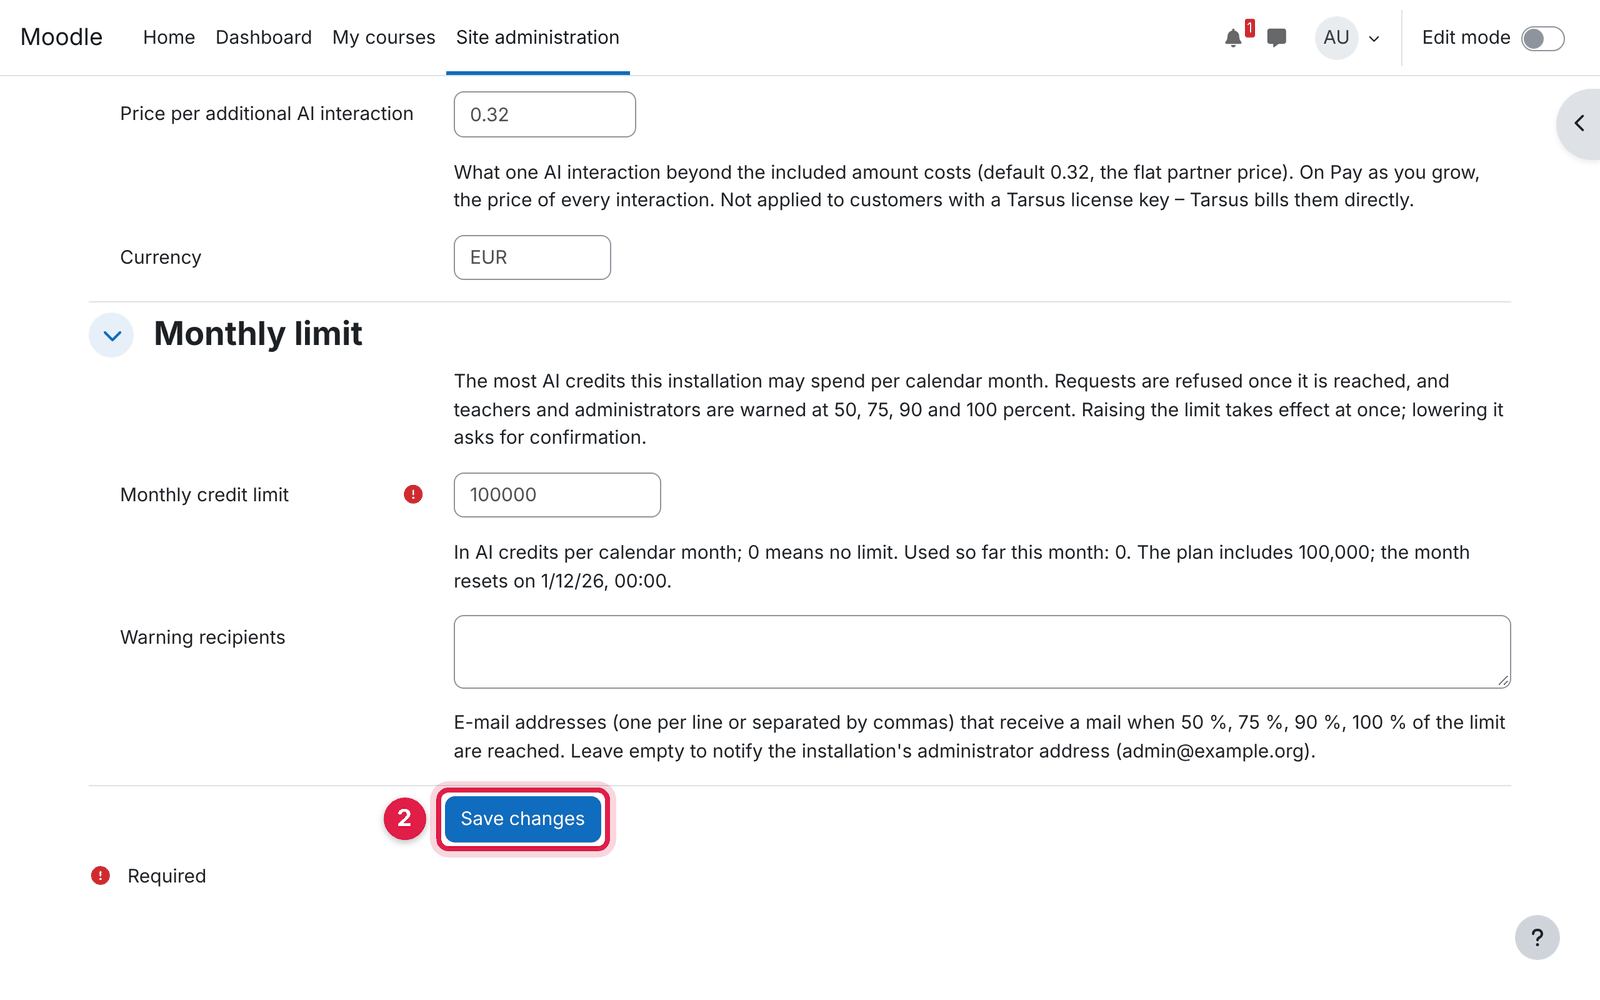 Moodle
Home
Dashboard
My courses
Site administration
1
AU
Edit mode
Price per additional AI interaction
0.32
What one AI interaction beyond the included amount costs (default 0.32, the flat partner price). On Pay as you grow,
the price of every interaction. Not applied to customers with a Tarsus license key – Tarsus bills them directly.
Currency
EUR
Monthly limit
The most AI credits this installation may spend per calendar month. Requests are refused once it is reached, and
teachers and administrators are warned at 50, 75, 90 and 100 percent. Raising the limit takes effect at once; lowering it
asks for confirmation.
Monthly credit limit
!
100000
In AI credits per calendar month; 0 means no limit. Used so far this month: 0. The plan includes 100,000; the month
resets on 1/12/26, 00:00.
Warning recipients
E-mail addresses (one per line or separated by commas) that receive a mail when 50 %, 75 %, 90 %, 100 % of the limit
are reached. Leave empty to notify the installation's administrator address (admin@example.org).
2
Save changes
!
Required
?